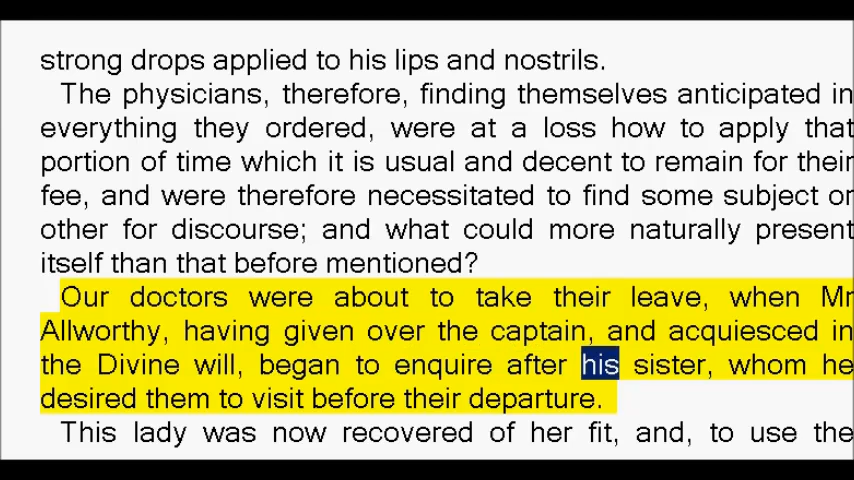 strong drops applied to his lips and nostrils.
The physicians, therefore, finding themselves anticipated in
everything they ordered, were at a loss how to apply that
portion of time which it is usual and decent to remain for their
fee, and were therefore necessitated to find some subject or
other for discourse; and what could more naturally present
itself than that before mentioned?
Our doctors were about to take their leave, when Mr
Allworthy, having given over the captain, and acquiesced in
the Divine will, began to enquire after his sister, whom he
desired them to visit before their departure.
This lady was now recovered of her fit, and, to use the